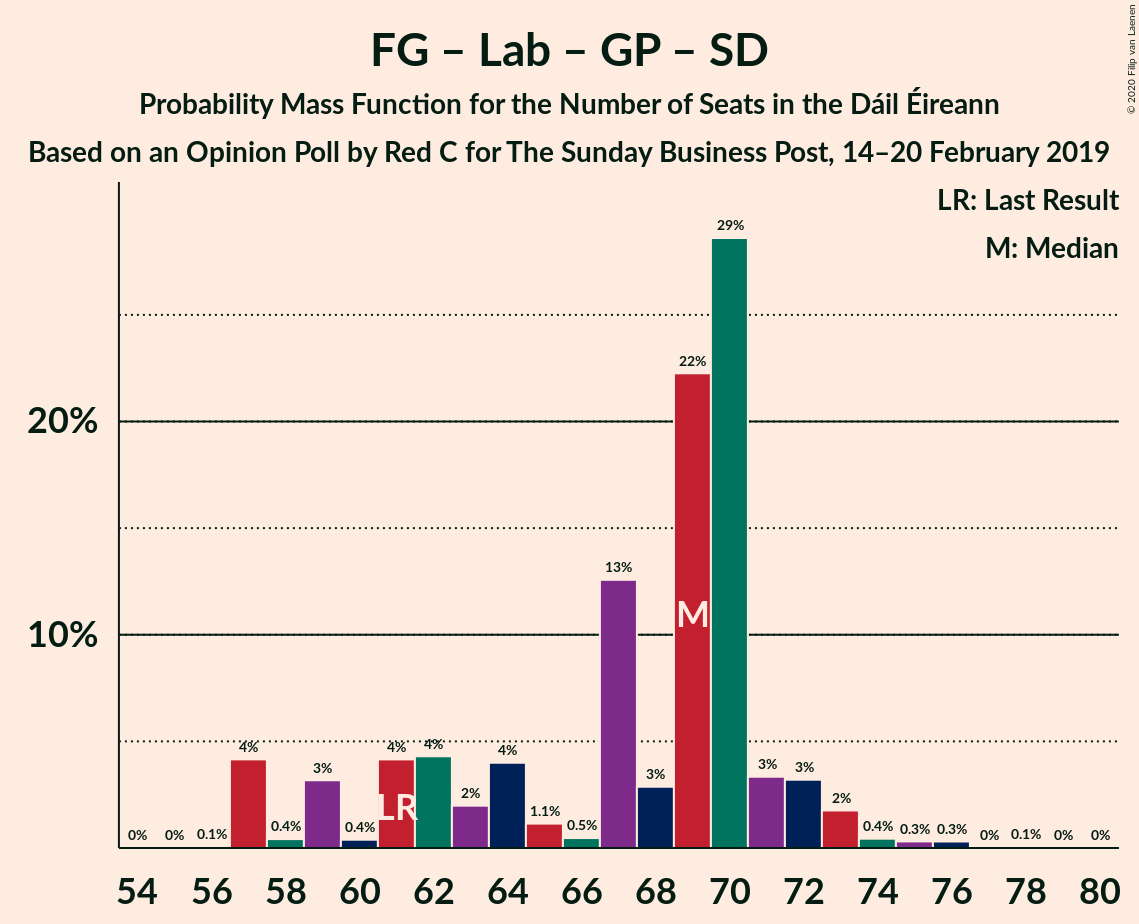 FG – Lab – GP – SD
Probability Mass Function for the Number of Seats in the Dáil Éireann
Based on an Opinion Poll by Red C for The Sunday Business Post, 14–20 February 2019
© 2020 Filip van Laenen
LR: Last Result
M: Median
20%
10%
0% 0% 0.1% 4% 0.4% 3% 0.4% 4% 4% 2% 4% 1.1% 0.5% 13% 3% 22% 29% 3% 3% 2% 0.4% 0.3% 0.3% 0% 0.1% 0% 0%
LR M
54 56 58 60 62 64 66 68 70 72 74 76 78 80